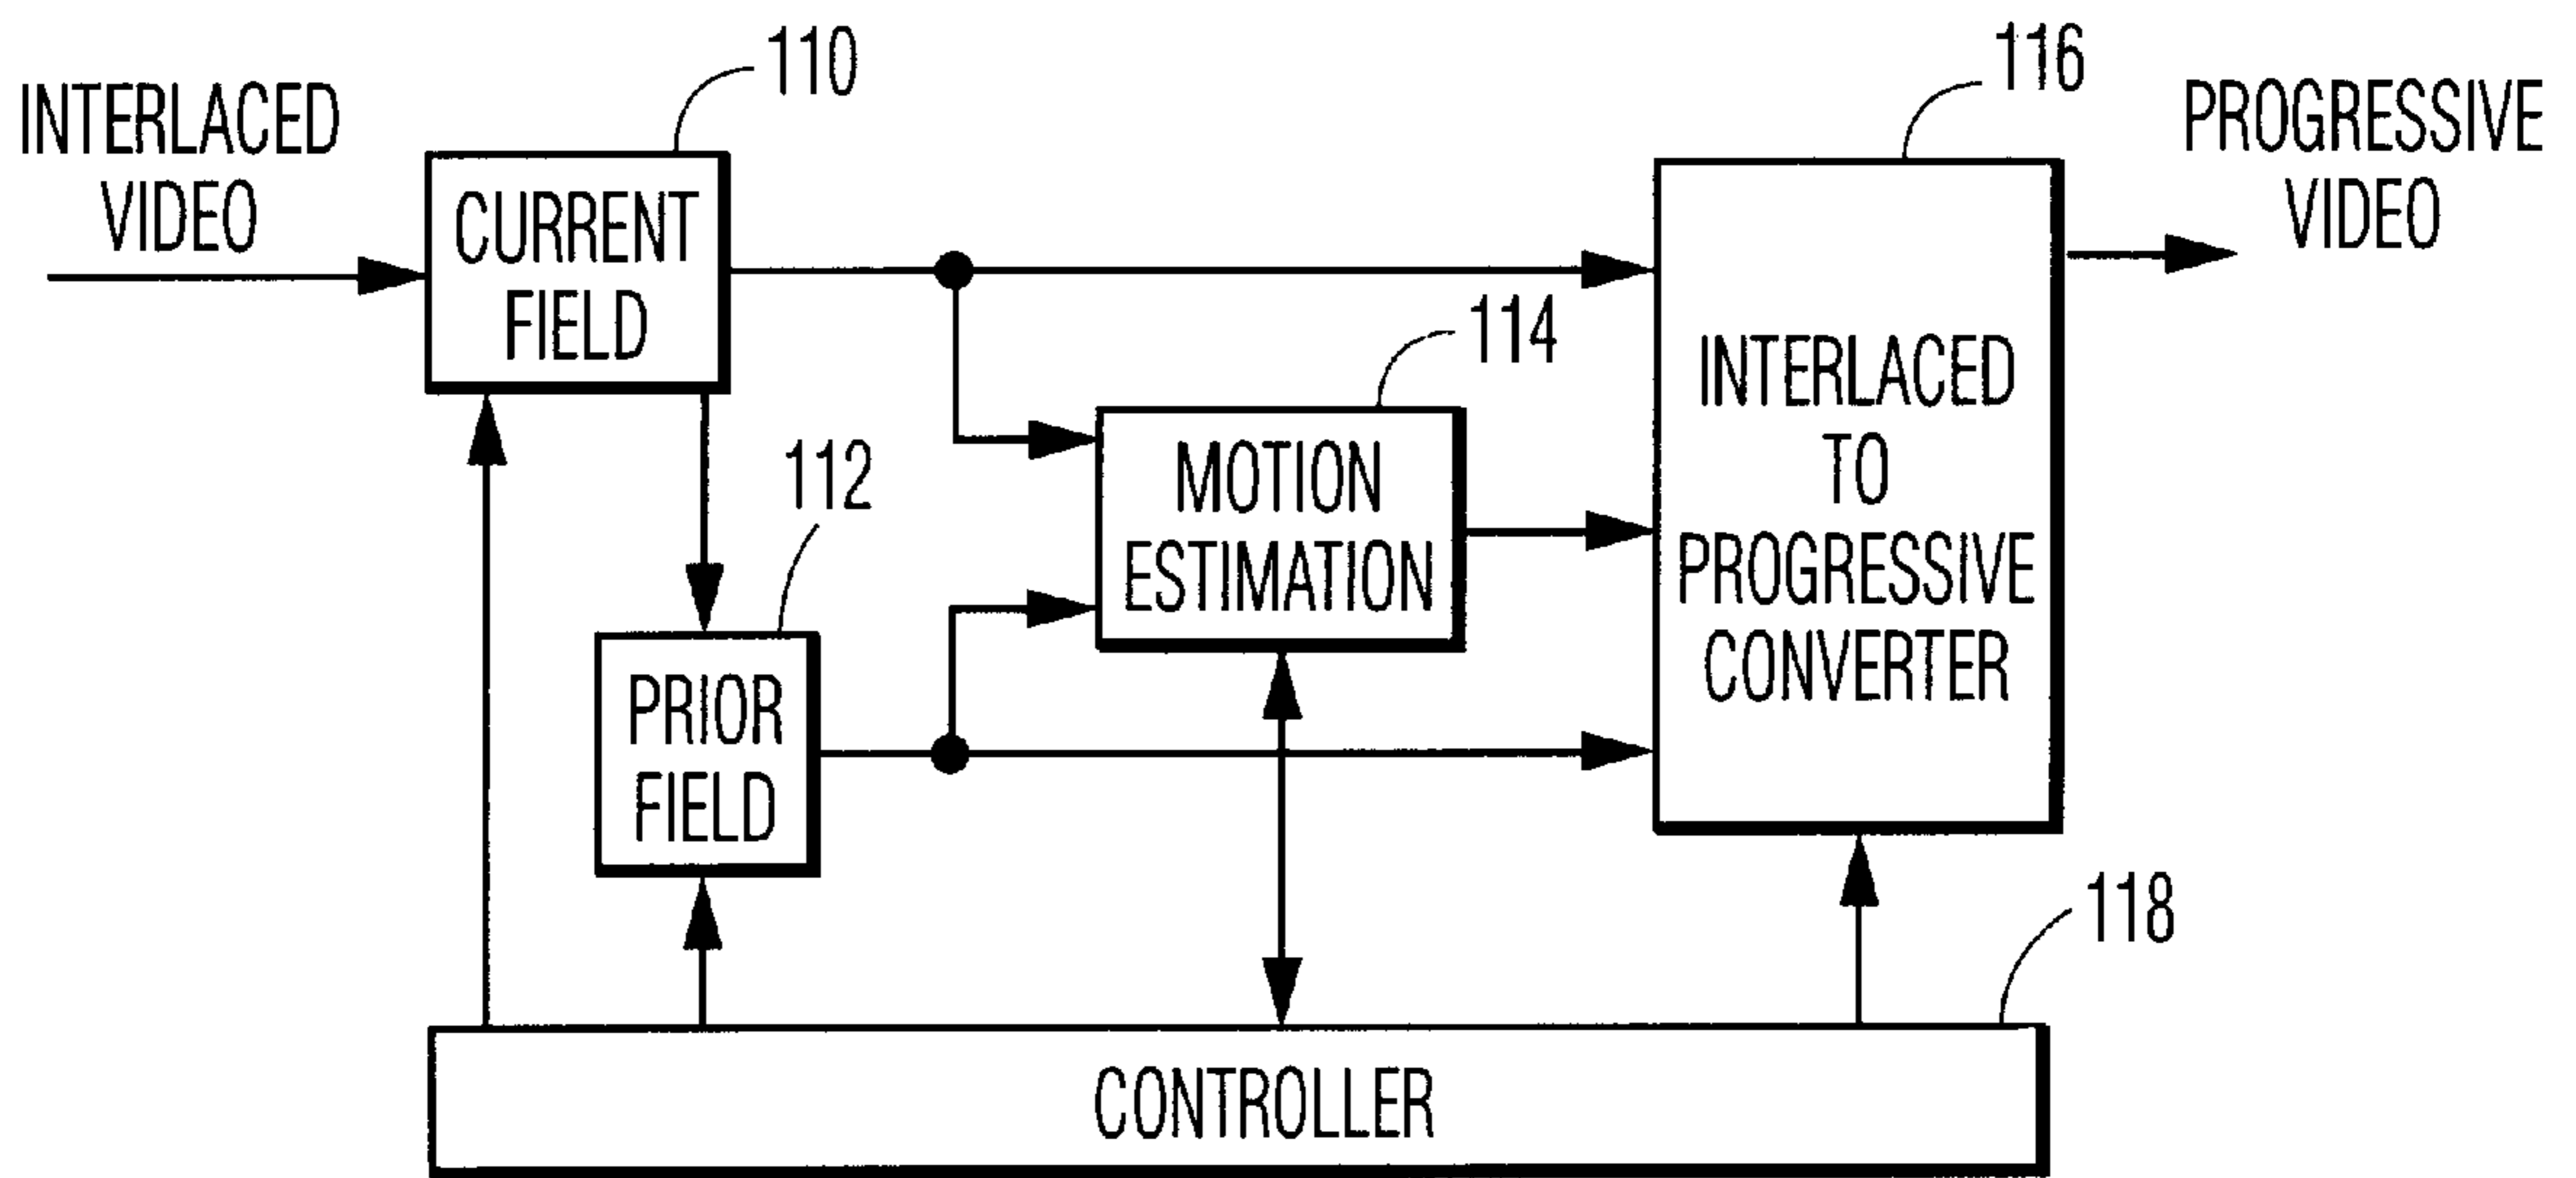 INTERLACED
VIDEO
110
CURRENT
FIELD
112
PRIOR
FIELD
114
MOTION
ESTIMATION
116
INTERLACED
TO
PROGRESSIVE
CONVERTER
PROGRESSIVE
VIDEO
118
CONTROLLER